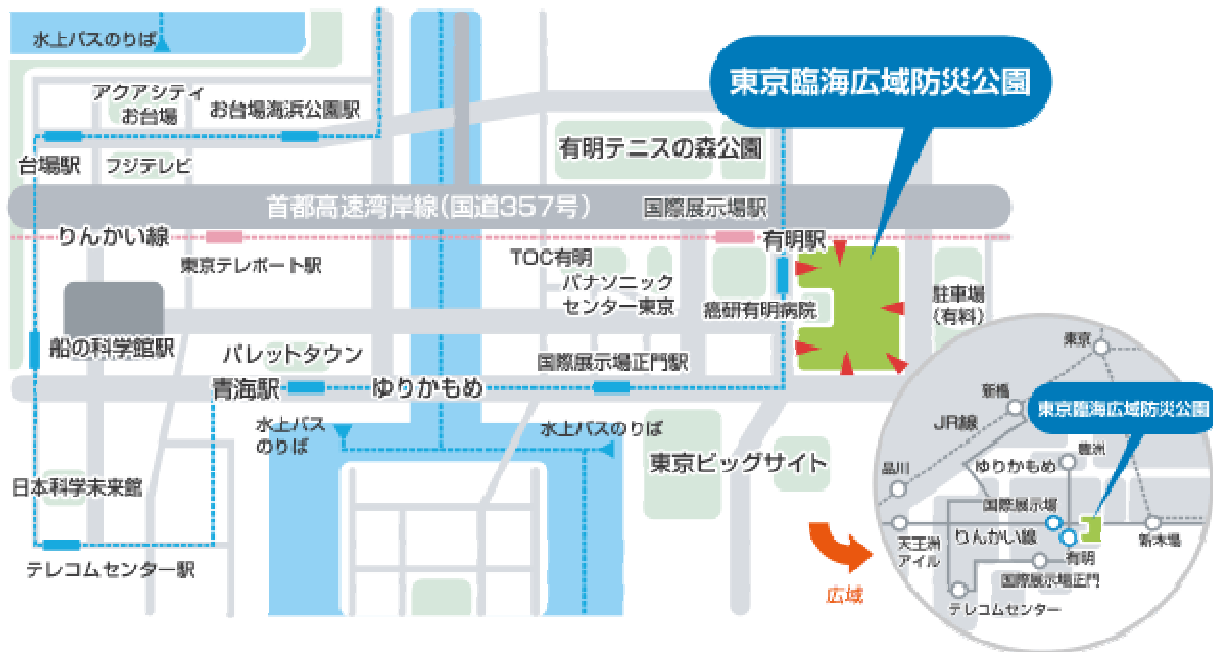 水上バスのりば
アクアシティ
お台場
お台場海浜公園駅
台場駅
フジテレビ
東京臨海広域防災公園
有明テニスの森公園
首都高速湾岸線(国道357号)
国際展示場駅
りんかい線
有明駅
東京テレポート駅
TOC有明
パナソニック
センター東京
癌研有明病院
駐車場
(有料)
船の科学館駅
パレットタウン
国際展示場正門駅
青海駅
ゆりかもめ
水上バス
のりば
水上バスのりば
東京ビッグサイト
日本科学未来館
テレコムセンター駅
広域
東京
新橋
東京臨海広域防災公園
JR線
豊洲
品川
ゆりかもめ
国際展示場
天王洲
アイル
りんかい線
新木場
有明
国際展示場正門
テレコムセンター